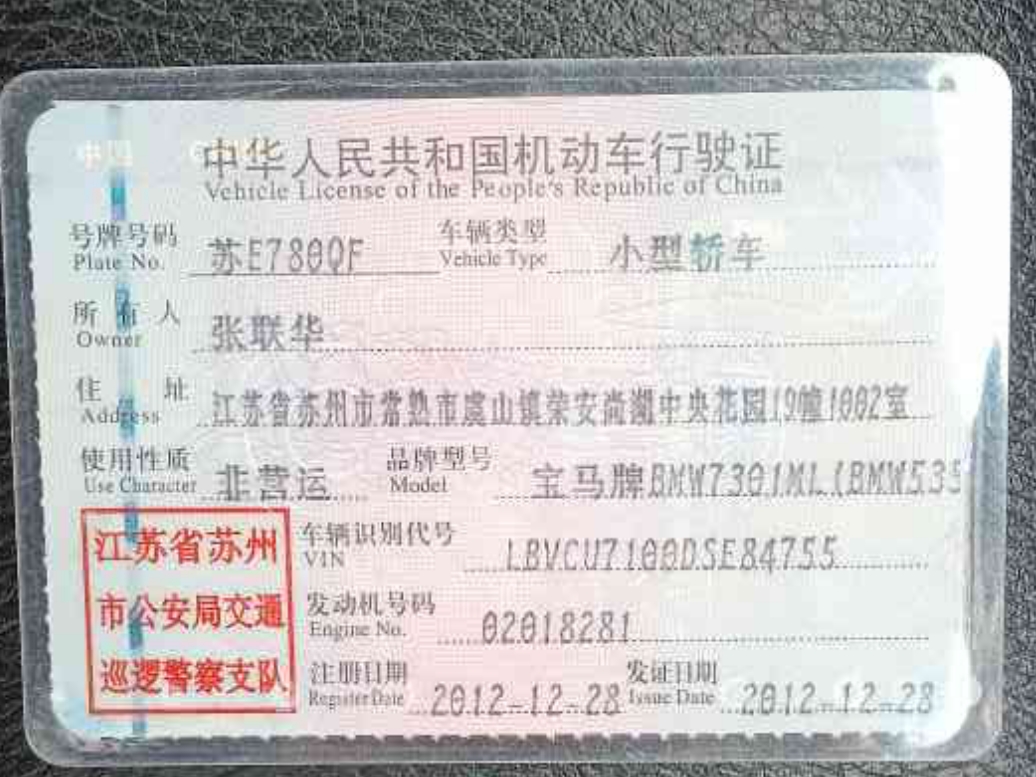 中华人民共和国机动车行驶证
Vehicle License of the People's Republic of China
号牌号码 苏E780QF 车辆类型 小型轿车
Plate No. Vehicle Type
所有人 张联华
Owner
住址 江苏省苏州市常熟市虞山镇荣安尚湖中央花园19幢1002室
Address
使用性质 非营运 品牌型号 宝马牌BMW7301ML(BMW535
Use Character Model
江苏省苏州 车辆识别代号 LBVCU7100DSE84755
VIN
市公安局交通 发动机号码 02018281
Engine No.
巡逻警察支队 注册日期 2012-12-28 发证日期 2012-12-28
Register Date Issue Date